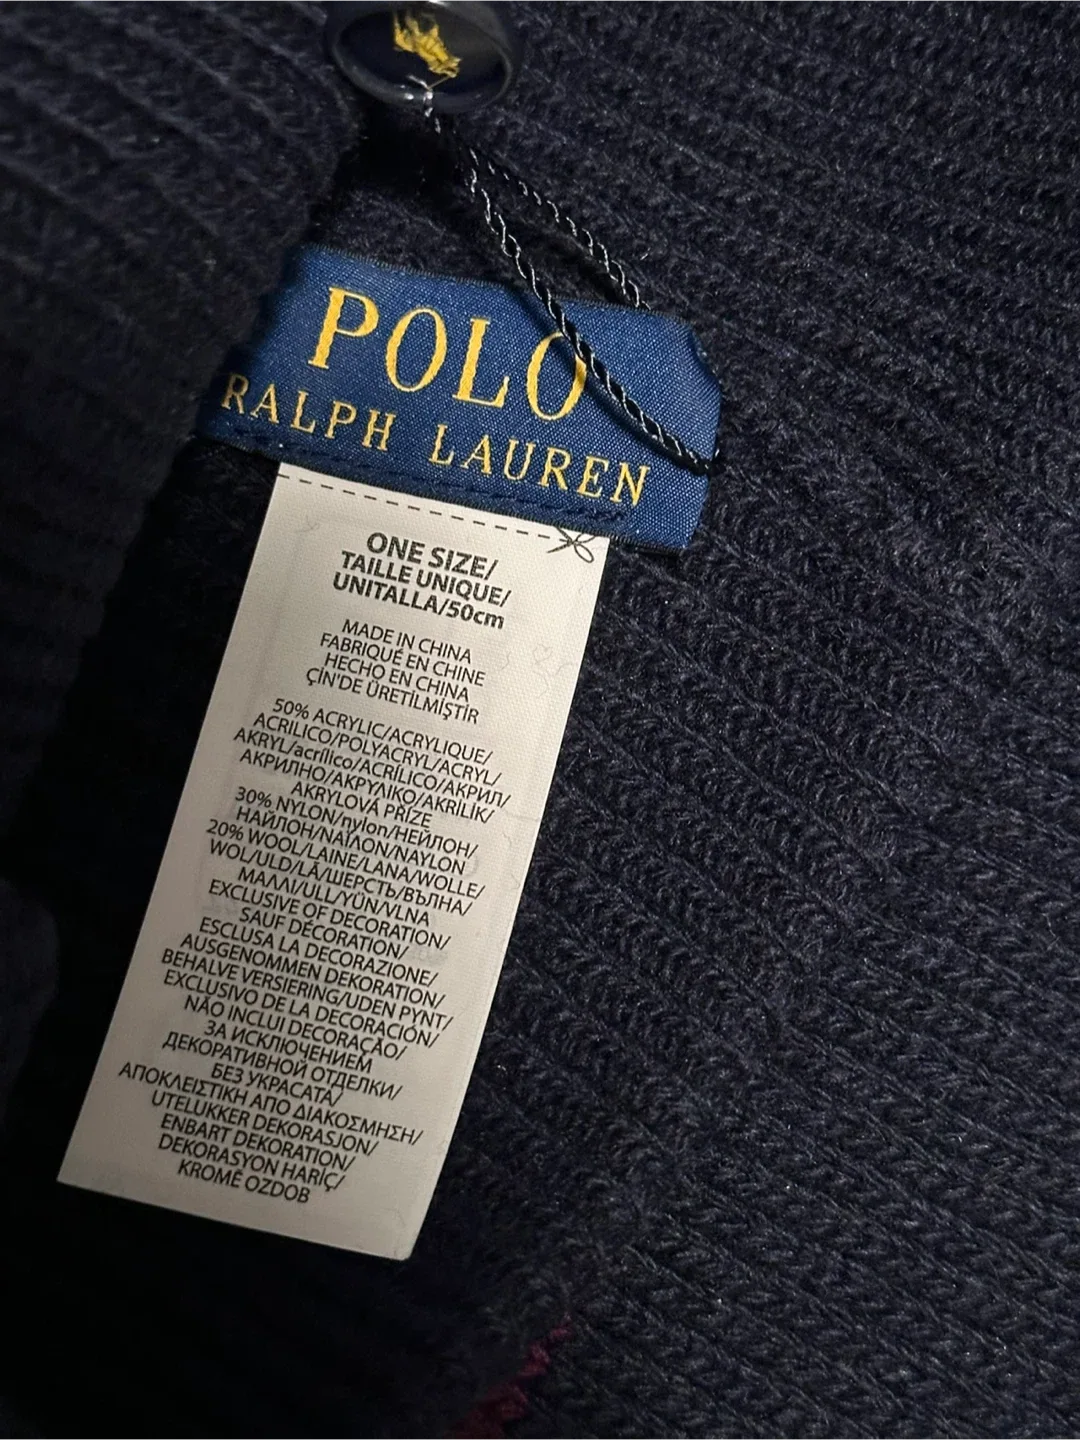 POLO
RALPH LAUREN
ONE SIZE/
TAILLE UNIQUE/
UNITALLA/50cm
MADE IN CHINA
FABRIQUÉ EN CHINE
HECHO EN CHINA
ÇİN'DE ÜRETİLMİŞTİR
50% ACRYLIC/ACRYLIQUE/
ACRILICO/POLYACRYL/ACRYL/
AKRYL/acrílico/ACRÍLICO/АКРИЛ/
АКРИЛНО/ΑΚΡΥΛΙΚΟ/AKRİLİK/
AKRYLOVÁ PŘÍZE
30% NYLON/nylon/НЕЙЛОН/
НАЙЛОН/ΝΑΪΛΟΝ/NAYLON
20% WOOL/LAINE/LANA/WOLLE/
WOL/ULD/LÃ/ШЕРСТЬ/ВЪЛНА/
ΜΑΛΛΙ/ULL/YÜN/VLNA
EXCLUSIVE OF DECORATION/
SAUF DÉCORATION/
ESCLUSA LA DECORAZIONE/
AUSGENOMMEN DEKORATION/
BEHALVE VERSIERING/UDEN PYNT/
EXCLUSIVO DE LA DECORACIÓN/
NÃO INCLUI DECORAÇÃO/
ЗА ИСКЛЮЧЕНИЕМ
ДЕКОРАТИВНОЙ ОТДЕЛКИ/
БЕЗ УКРАСАТА/
ΑΠΟΚΛΕΙΣΤΙΚΗ ΑΠΟ ΔΙΑΚΟΣΜΗΣΗ/
UTELUKKER DEKORASJON/
ENBART DEKORATION/
DEKORASYON HARİÇ/
KROMĚ OZDOB